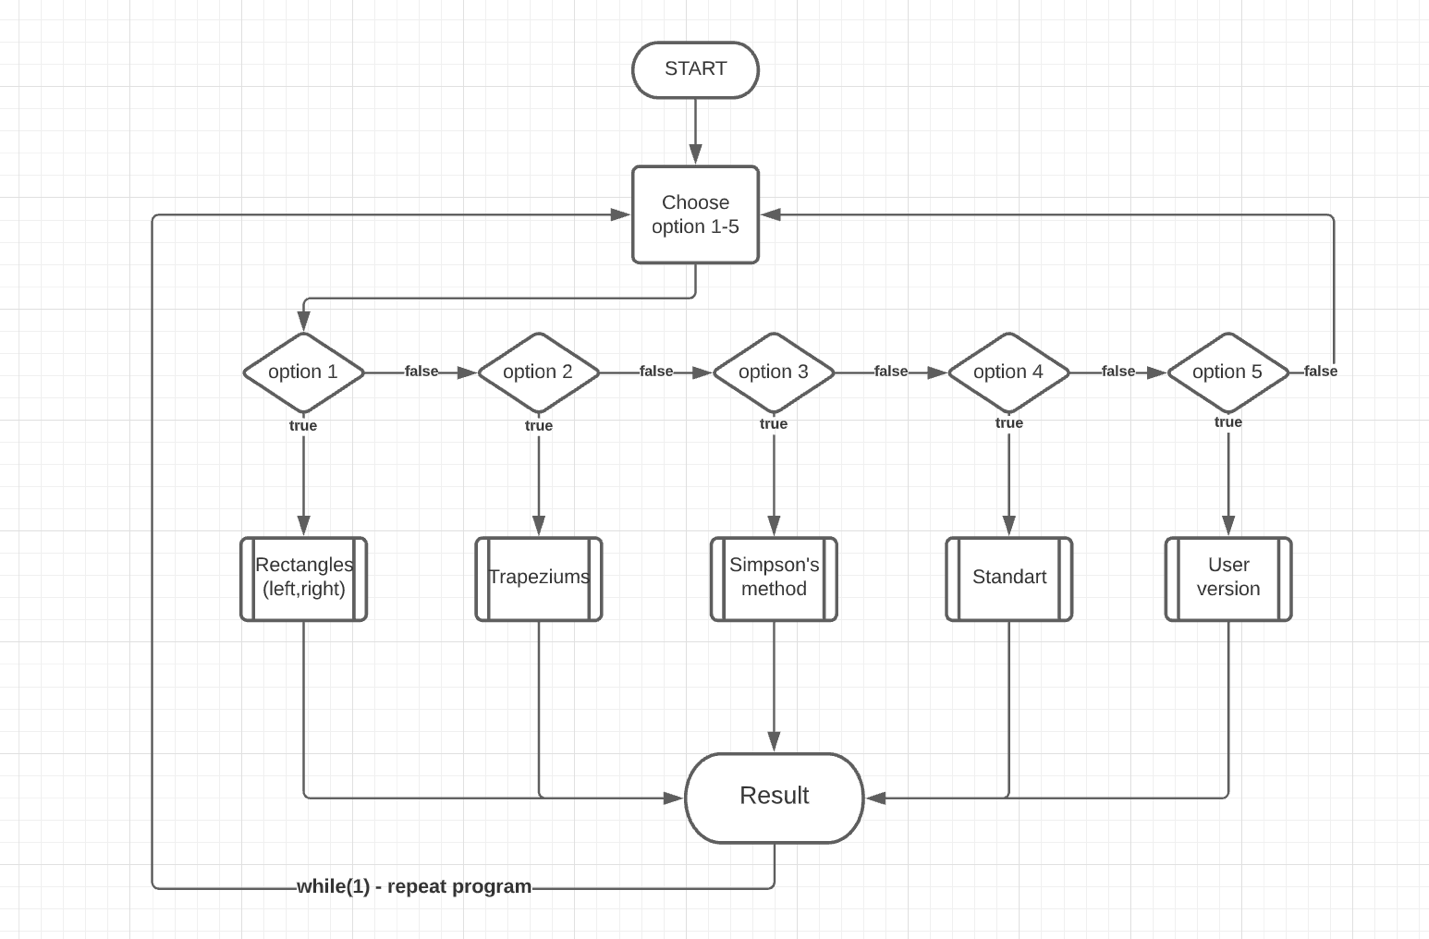 START
Choose
option 1-5
option 1
false
option 2
false
option 3
false
option 4
false
option 5
false
true
true
true
true
true
Rectangles
(left,right)
Trapeziums
Simpson's
method
Standart
User
version
Result
while(1) - repeat program